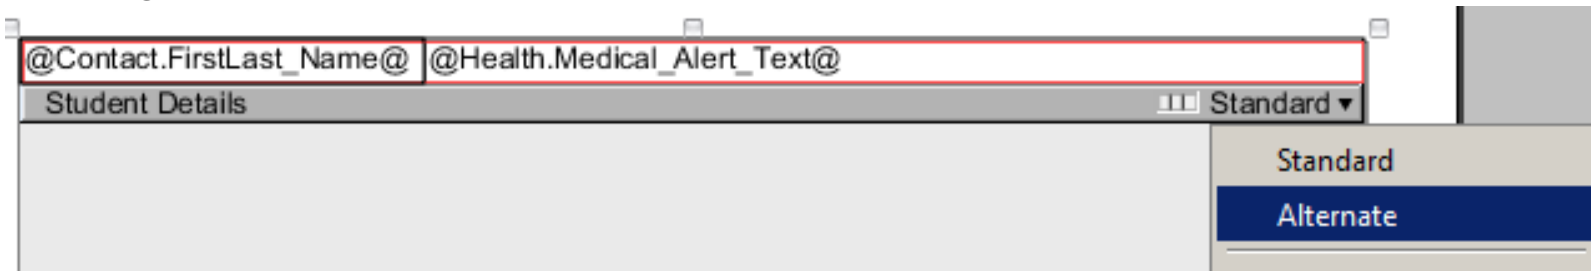 @Contact.FirstLast_Name@ @Health.Medical_Alert_Text@
Student Details Standard ▾
Standard
Alternate